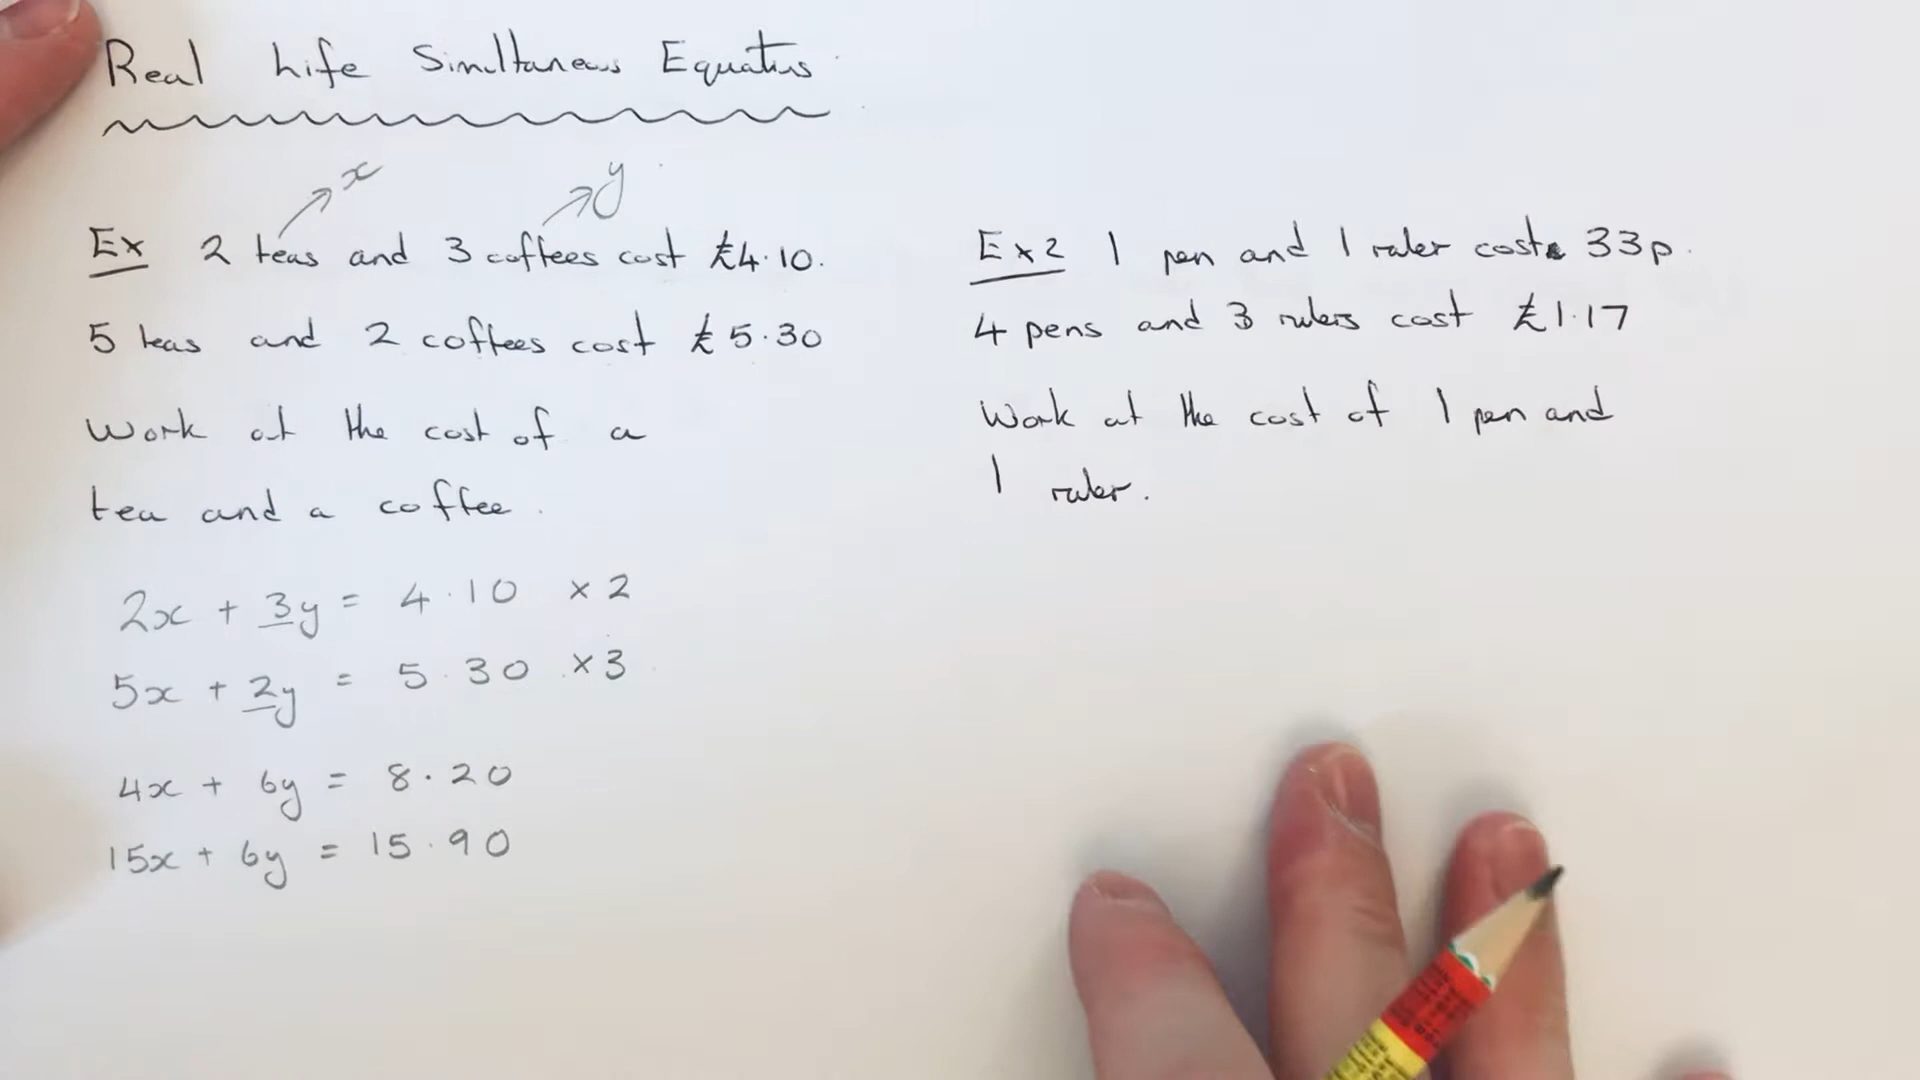 Real Life Simultaneous Equations
x
y
Ex 2 teas and 3 coffees cost £4.10.
5 teas and 2 coffees cost £5.30
Work out the cost of a
tea and a coffee.
2x + 3y = 4.10 × 2
5x + 2y = 5.30 × 3
4x + 6y = 8.20
15x + 6y = 15.90
Ex2 1 pen and 1 ruler cost 33p.
4 pens and 3 rulers cost £1.17
Work out the cost of 1 pen and
1 ruler.